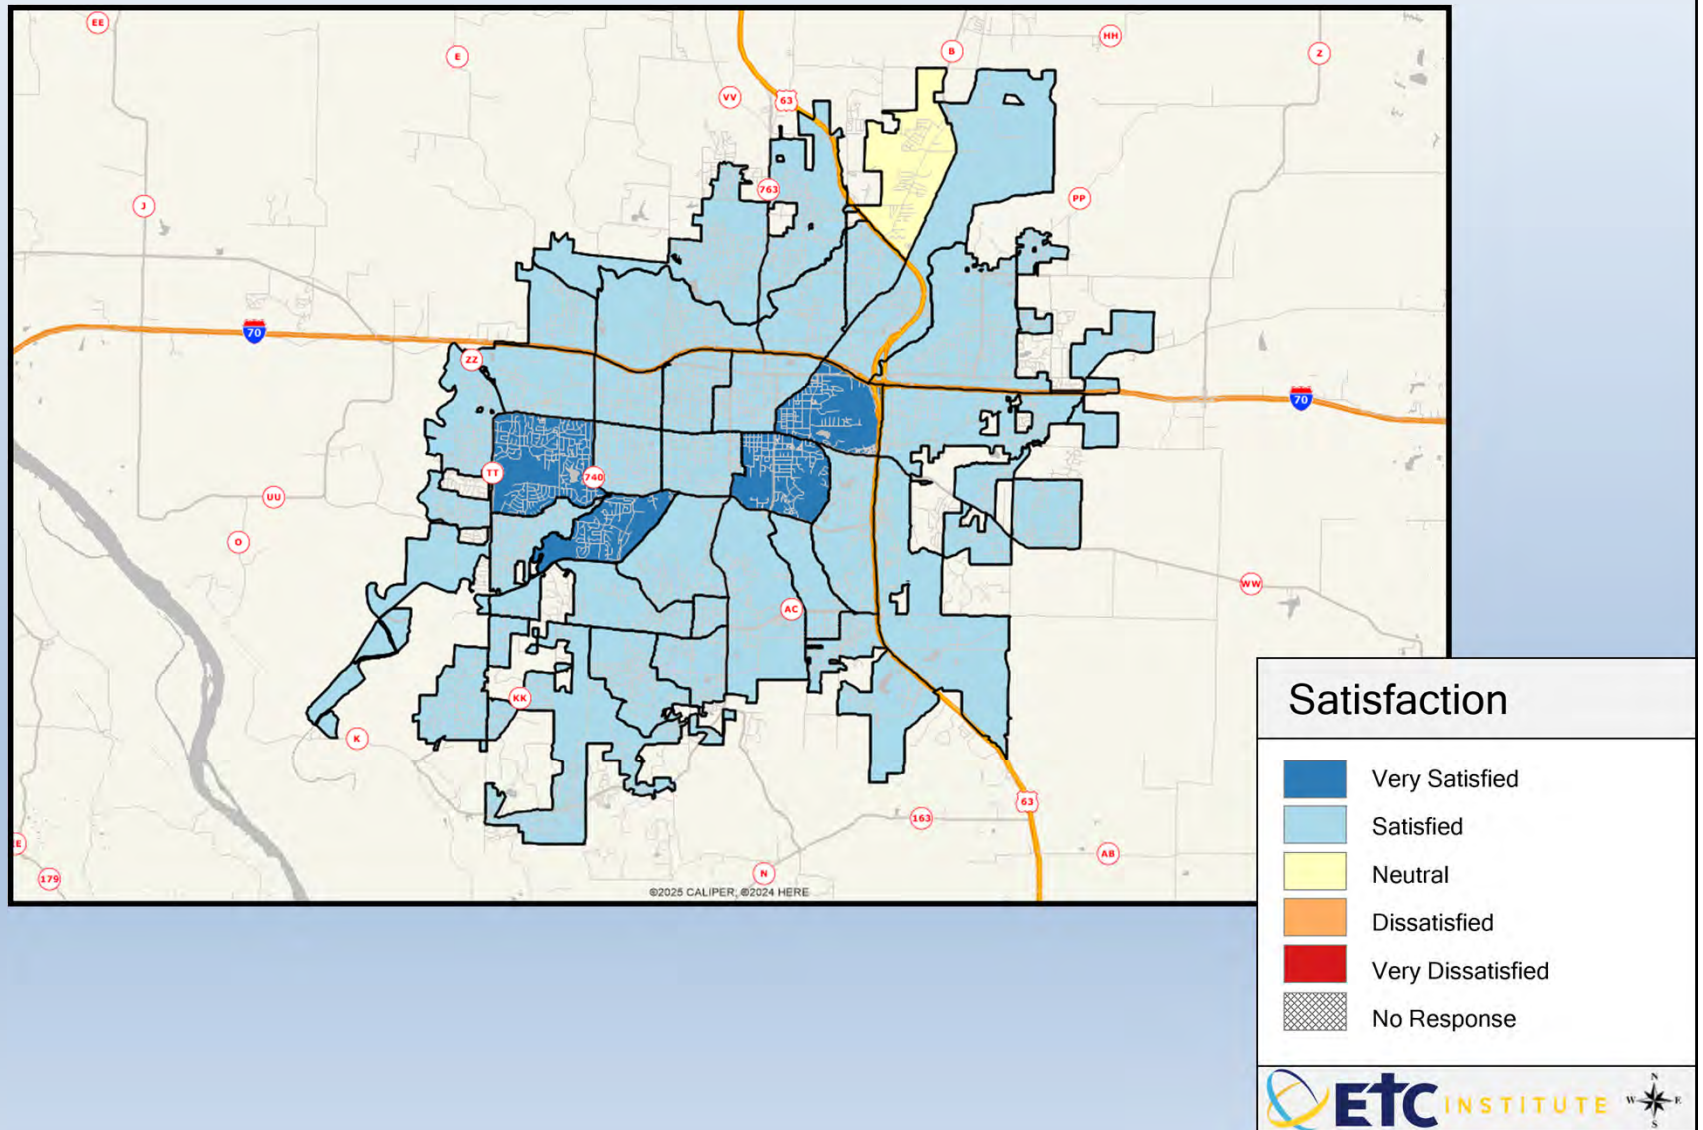 EE
E
B
HH
Z
VV
63
763
PP
J
70
ZZ
70
TT
740
UU
O
WW
AC
KK
K
63
163
E
AB
179
N
©2025 CALIPER; ©2024 HERE
Satisfaction
Very Satisfied
Satisfied
Neutral
Dissatisfied
Very Dissatisfied
No Response
ETC INSTITUTE
N
W E
S